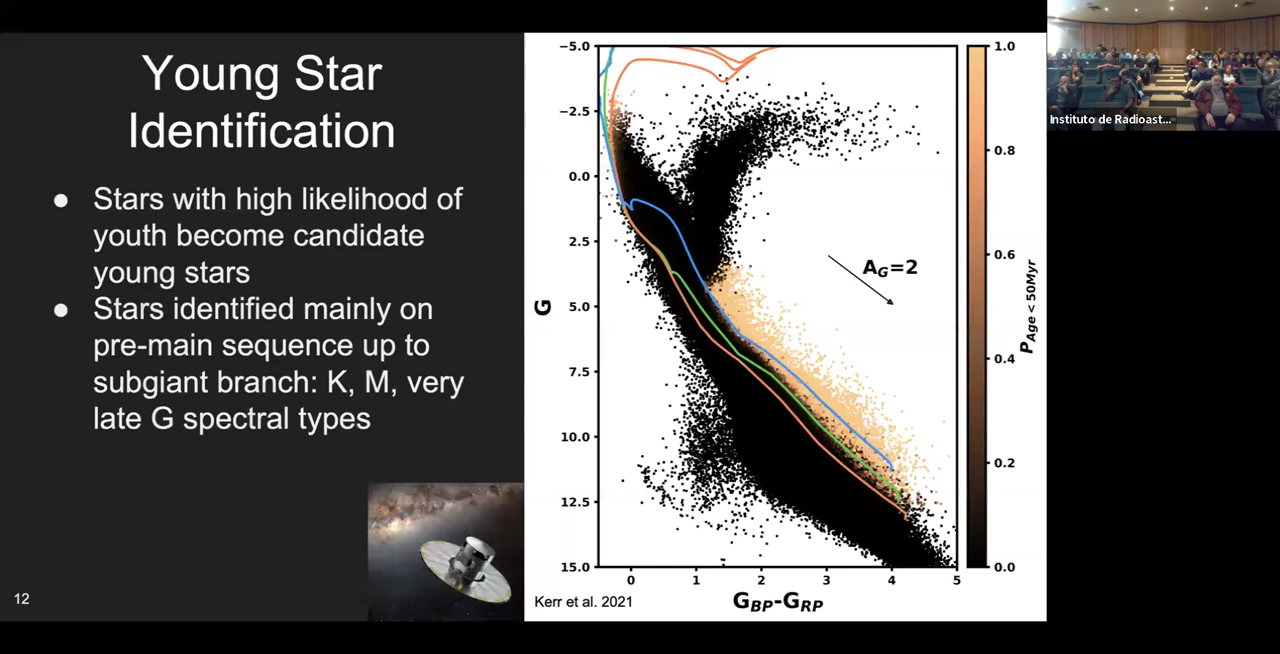 Young Star
Identification
● Stars with high likelihood of
youth become candidate
young stars
● Stars identified mainly on
pre-main sequence up to
subgiant branch: K, M, very
late G spectral types
12
−5.0
−2.5
0.0
2.5
5.0
7.5
10.0
12.5
15.0
G
0 1 2 3 4 5
G_BP-G_RP
A_G=2
Kerr et al. 2021
1.0
0.8
0.6
0.4
0.2
0.0
P_Age < 50Myr
Instituto de Radioast...